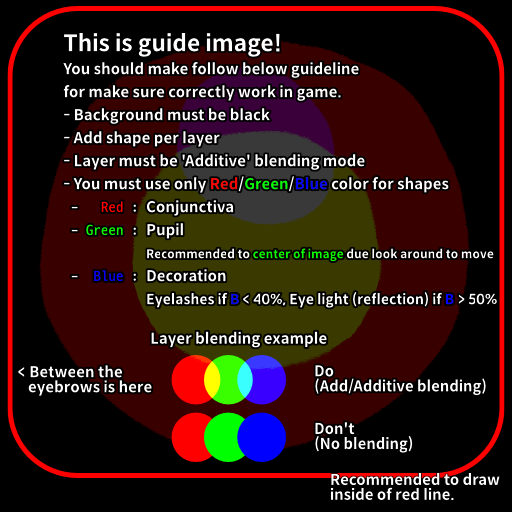 This is guide image!
You should make follow below guideline
for make sure correctly work in game.
- Background must be black
- Add shape per layer
- Layer must be 'Additive' blending mode
- You must use only Red/Green/Blue color for shapes
- Red : Conjunctiva
- Green : Pupil
Recommended to center of image due look around to move
- Blue : Decoration
Eyelashes if B < 40%, Eye light (reflection) if B > 50%
Layer blending example
< Between the
eyebrows is here
Do
(Add/Additive blending)
Don't
(No blending)
Recommended to draw
inside of red line.